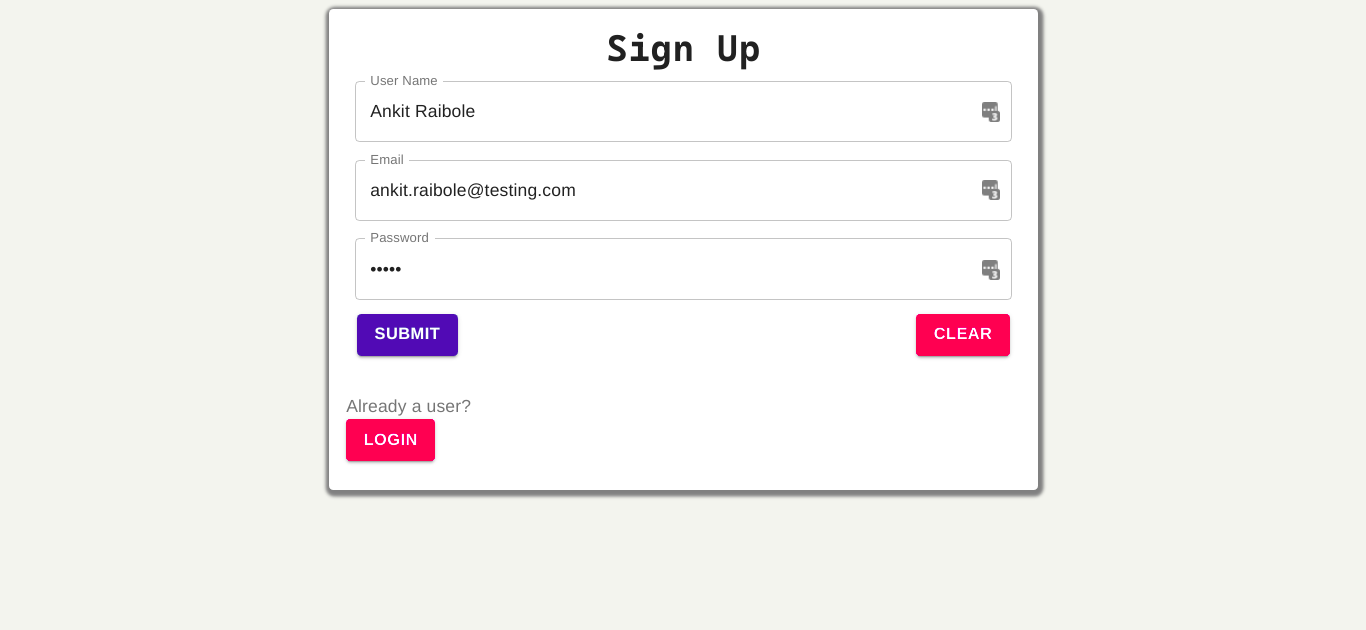 Sign Up
User Name
Ankit Raibole
Email
ankit.raibole@testing.com
Password
•••••
SUBMIT CLEAR
Already a user?
LOGIN